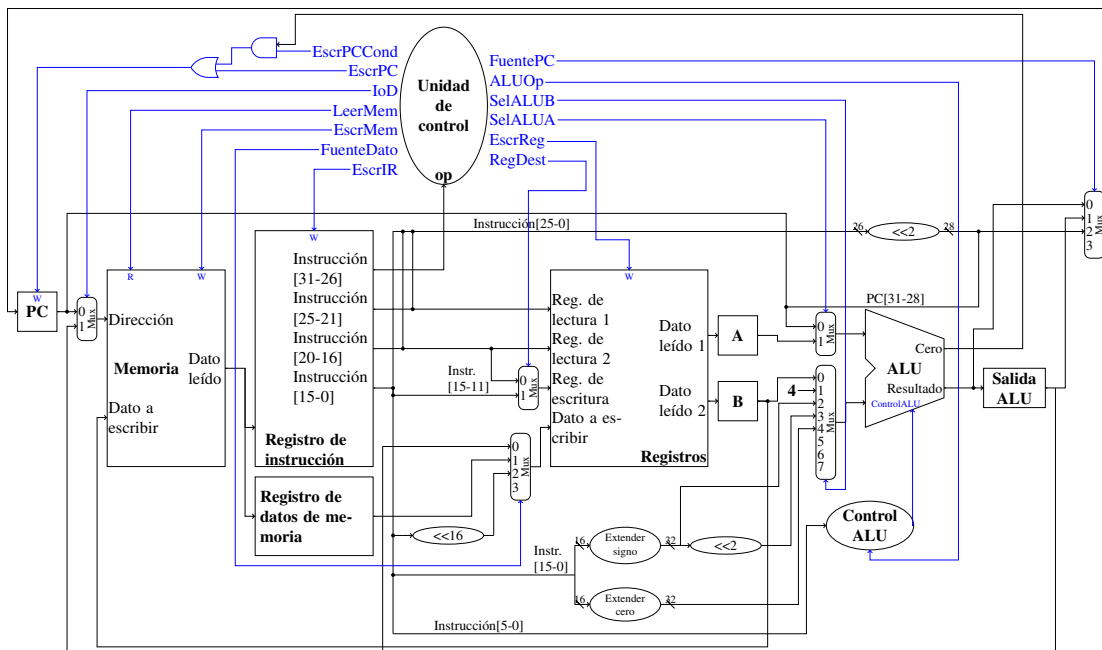 EscrPCCond
EscrPC
IoD
LeerMem
EscrMem
FuenteDato
EscrIR
Unidad
de
control
op
FuentePC
ALUOp
SelALUB
SelALUA
EscrReg
RegDest
Instrucción[25-0]
26
<<2
28
0
1
2
3
Mux
PC[31-28]
W
PC
0
1
Mux
R
W
Dirección
Memoria
Dato
leído
Dato a
escribir
W
Instrucción
[31-26]
Instrucción
[25-21]
Instrucción
[20-16]
Instrucción
[15-0]
Registro de
instrucción
Registro de
datos de me-
moria
Instr.
[15-11]
0
1
Mux
0
1
2
3
Mux
<<16
W
Reg. de
lectura 1
Reg. de
lectura 2
Reg. de
escritura
Dato a es-
cribir
Dato
leído 1
Dato
leído 2
Registros
A
B
4
0
1
Mux
0
1
2
3
4
5
6
7
Mux
Cero
ALU
Resultado
ControlALU
Salida
ALU
Control
ALU
Instr.
[15-0]
16
Extender
signo
32
<<2
16
Extender
cero
32
Instrucción[5-0]